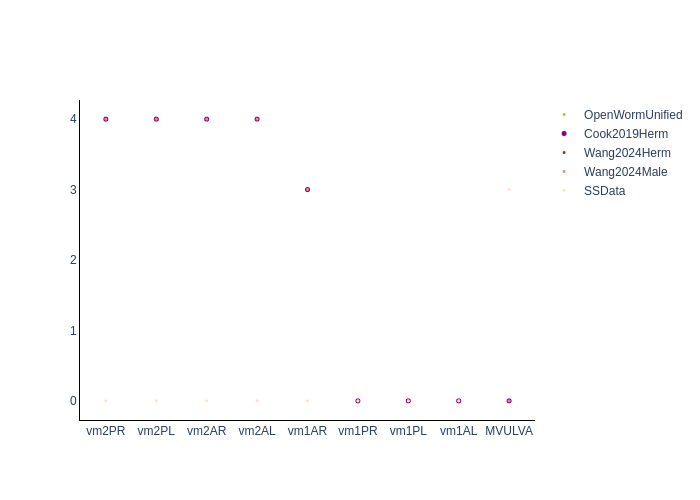 4
3
2
1
0
vm2PR vm2PL vm2AR vm2AL vm1AR vm1PR vm1PL vm1AL MVULVA
OpenWormUnified
Cook2019Herm
Wang2024Herm
Wang2024Male
SSData